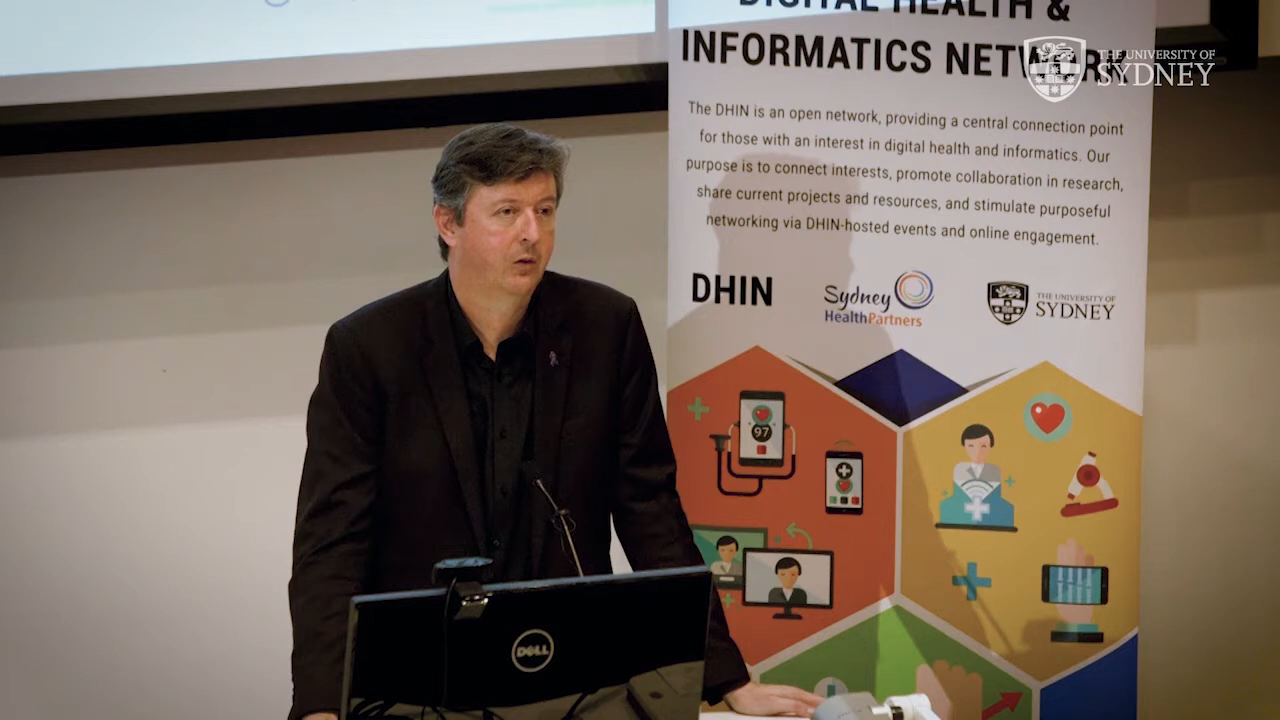 DIGITAL HEALTH &
INFORMATICS NETWORK
THE UNIVERSITY OF
SYDNEY
The DHIN is an open network, providing a central connection point
for those with an interest in digital health and informatics. Our
purpose is to connect interests, promote collaboration in research,
share current projects and resources, and stimulate purposeful
networking via DHIN-hosted events and online engagement.
DHIN
Sydney
HealthPartners
THE UNIVERSITY OF
SYDNEY
97
DELL